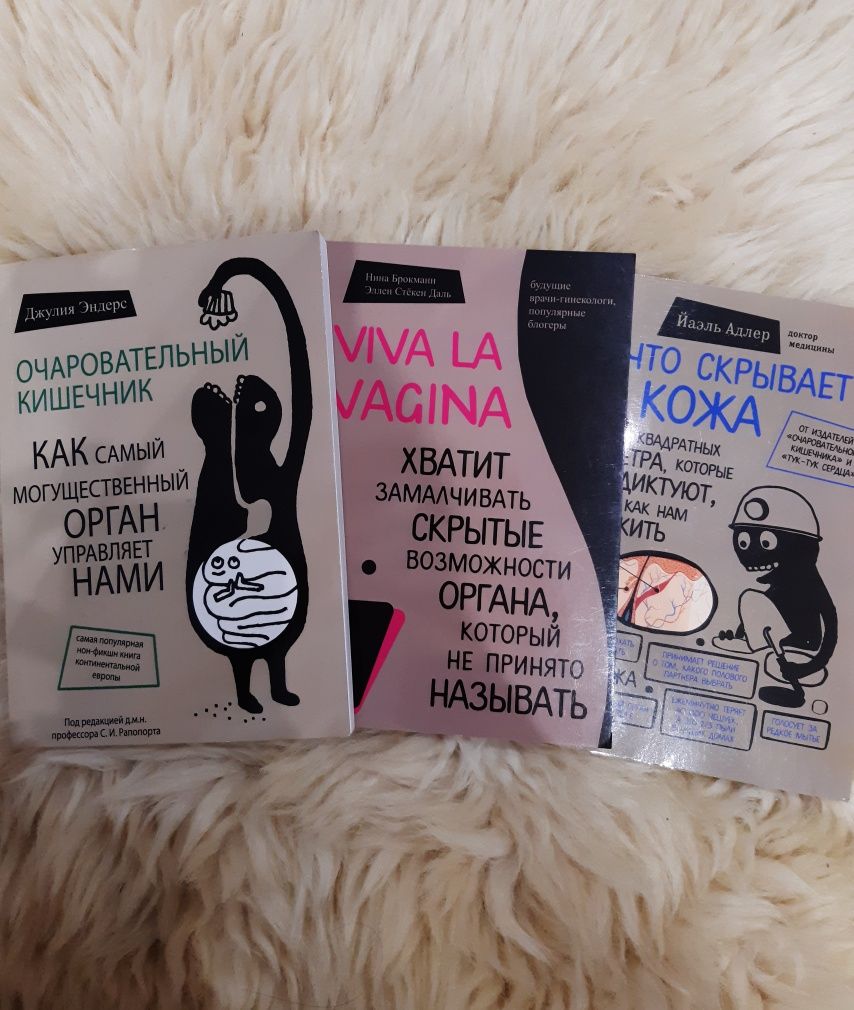 Джулия Эндерс
ОЧАРОВАТЕЛЬНЫЙ
КИШЕЧНИК
КАК САМЫЙ
МОГУЩЕСТВЕННЫЙ
ОРГАН
УПРАВЛЯЕТ
НАМИ
самая популярная
нон-фикшн книга
континентальной
европы
Под редакцией д.м.н.
профессора С. И. Рапопорта
Нина Брокманн
Эллен Стёкен Даль
будущие
врачи-гинекологи,
популярные
блогеры
VIVA LA
VAGINA
ХВАТИТ
ЗАМАЛЧИВАТЬ
СКРЫТЫЕ
ВОЗМОЖНОСТИ
ОРГАНА,
КОТОРЫЙ
НЕ ПРИНЯТО
НАЗЫВАТЬ
Йаэль Адлер
доктор
медицины
ЧТО СКРЫВАЕТ
КОЖА
ОТ ИЗДАТЕЛЕЙ
КИШЕЧНИКА» И
«ТУК-ТУК СЕРДЦА»
КВАДРАТНЫХ
КОТОРЫЕ
ДИКТУЮТ,
КАК НАМ
ПРИНИМАЕТ РЕШЕНИЕ
О ТОМ, КАКОГО ПОЛОВОГО
ПАРТНЕРА ВЫБРАТЬ
ЕЖЕМИНУТНО ТЕРЯЕТ
ГОЛОСУЕТ ЗА
РЕДКОЕ МЫТЬЕ